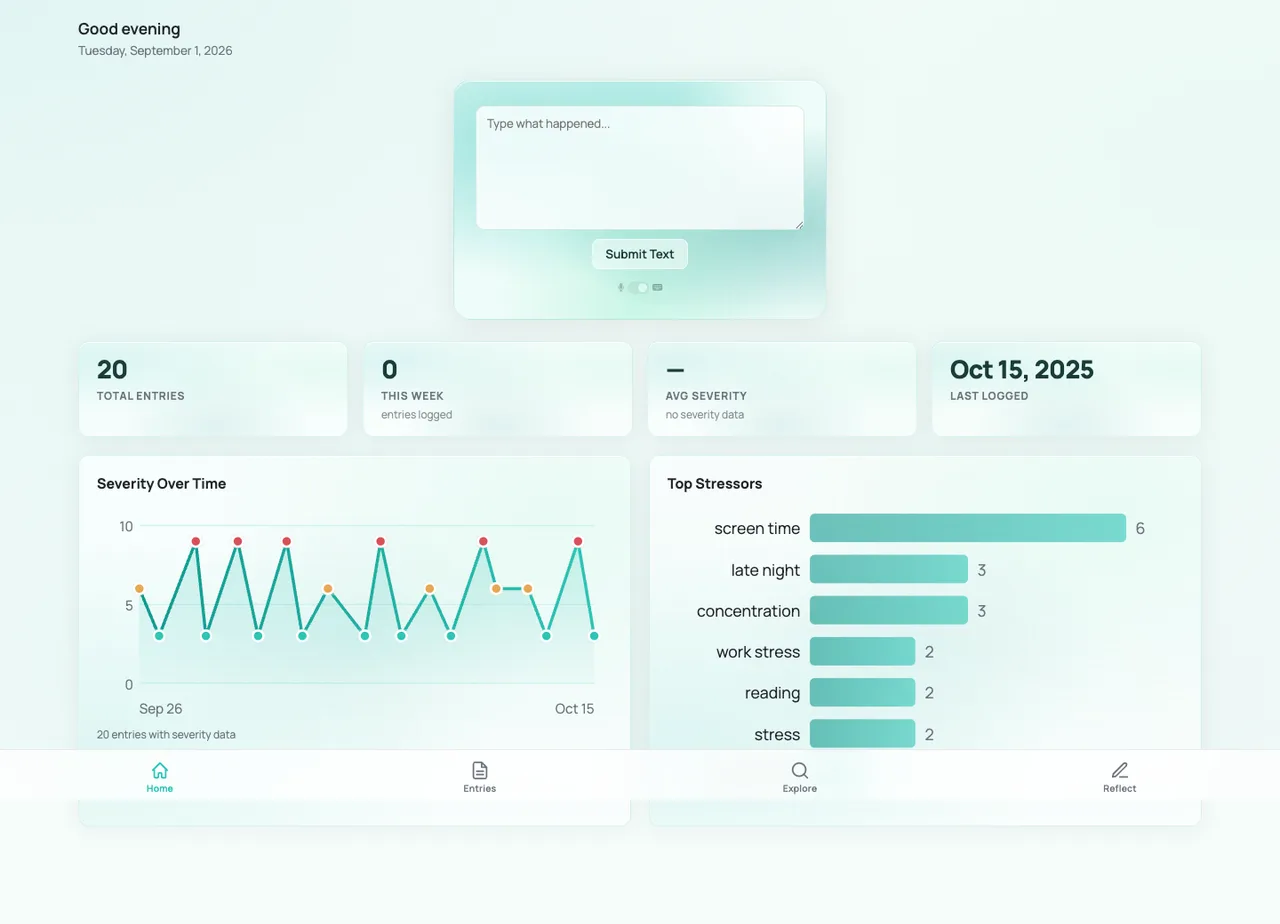 Good evening
Tuesday, September 1, 2026
Type what happened...
Submit Text
20
TOTAL ENTRIES
0
THIS WEEK
entries logged
—
AVG SEVERITY
no severity data
Oct 15, 2025
LAST LOGGED
Severity Over Time
10
5
0
Sep 26
Oct 15
20 entries with severity data
Top Stressors
screen time 6
late night 3
concentration 3
work stress 2
reading 2
stress 2
Home
Entries
Explore
Reflect